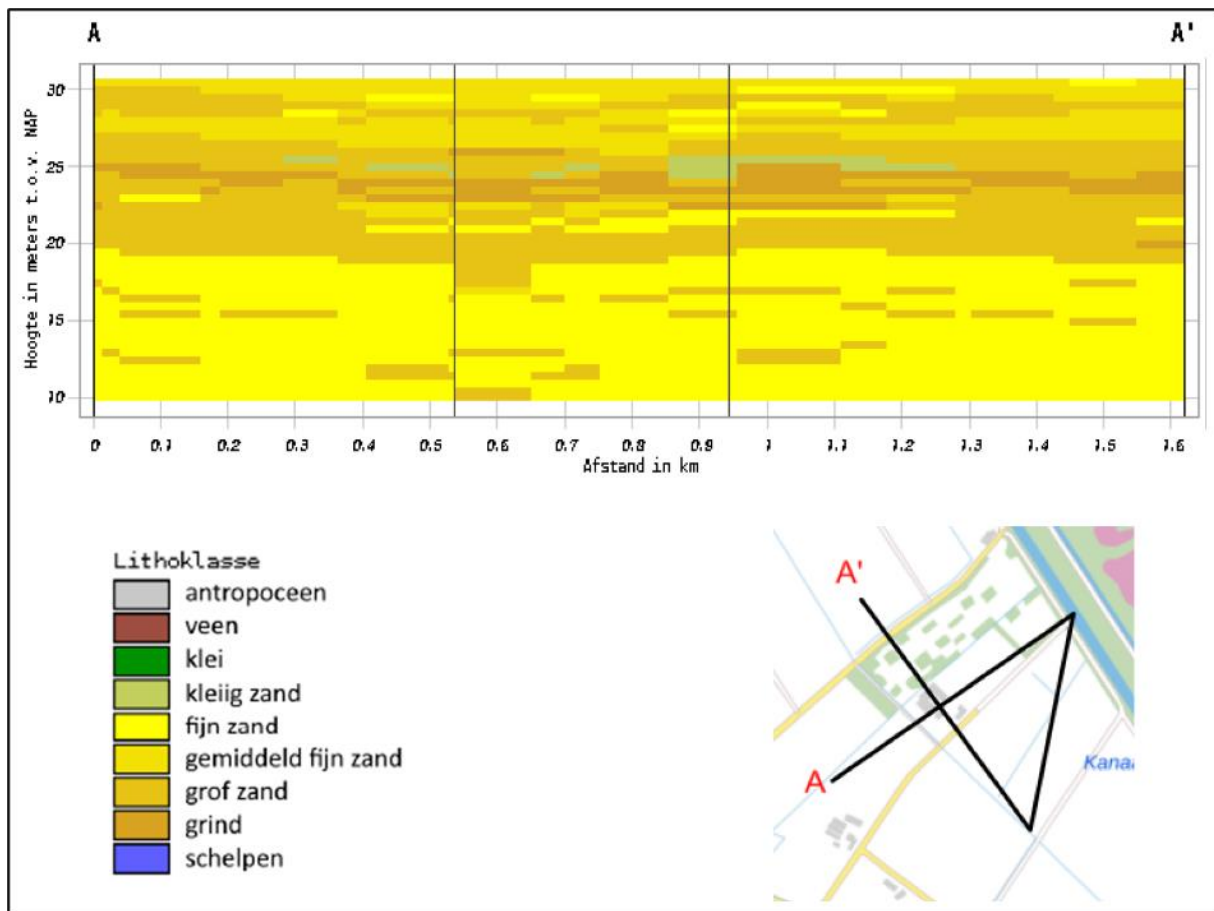 A A'
Hoogte in meters t.o.v. NAP
30
25
20
15
10
0 0.1 0.2 0.3 0.4 0.5 0.6 0.7 0.8 0.9 1 1.1 1.2 1.3 1.4 1.5 1.6
Afstand in km
Lithoklasse
antropoceen
veen
klei
kleiig zand
fijn zand
gemiddeld fijn zand
grof zand
grind
schelpen
A'
A
Kanaa